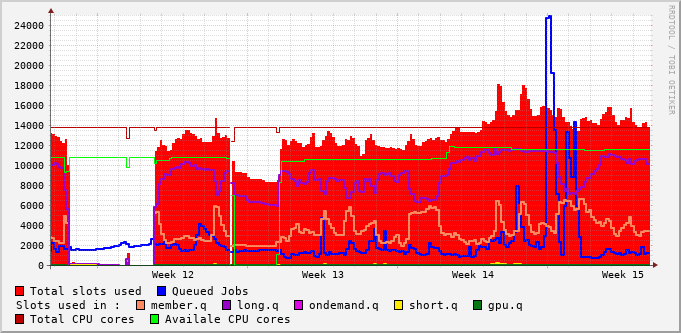 24000
22000
20000
18000
16000
14000
12000
10000
8000
6000
4000
2000
0
Week 12 Week 13 Week 14 Week 15
RRDTOOL / TOBI OETIKER
Total slots used Queued Jobs
Slots used in : member.q long.q ondemand.q short.q gpu.q
Total CPU cores Availale CPU cores